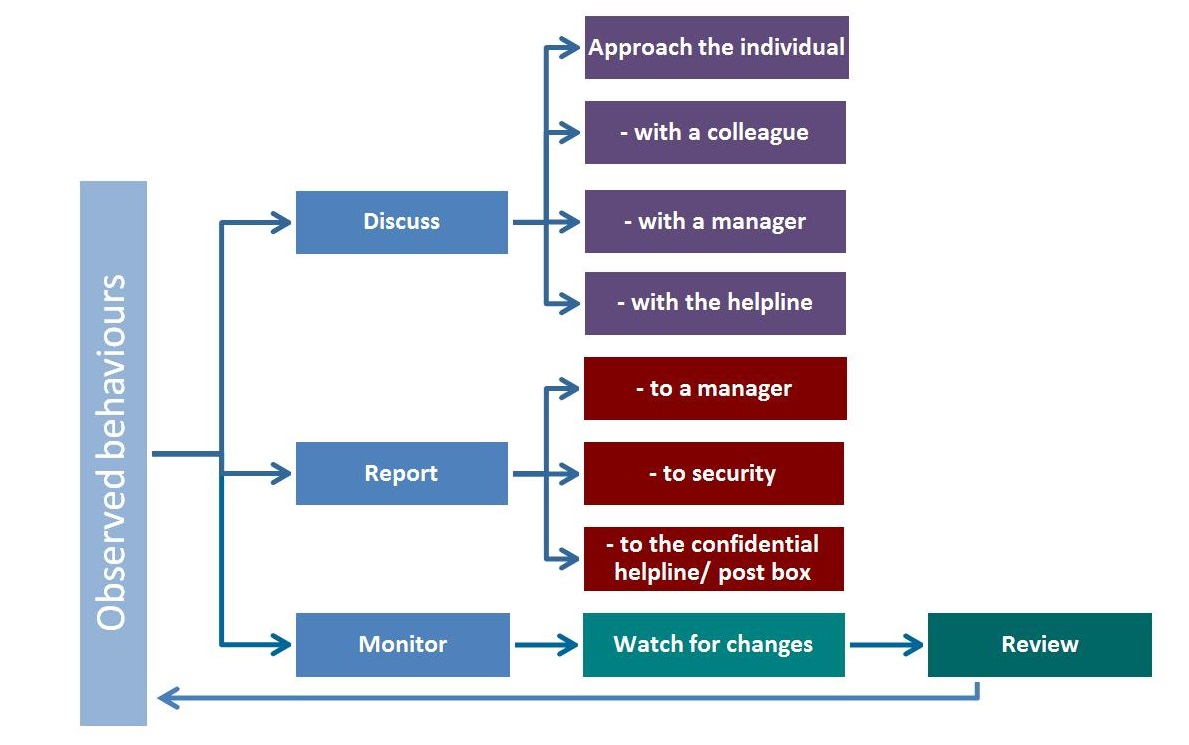 Observed behaviours
Discuss
Approach the individual
- with a colleague
- with a manager
- with the helpline
Report
- to a manager
- to security
- to the confidential
helpline/ post box
Monitor
Watch for changes
Review